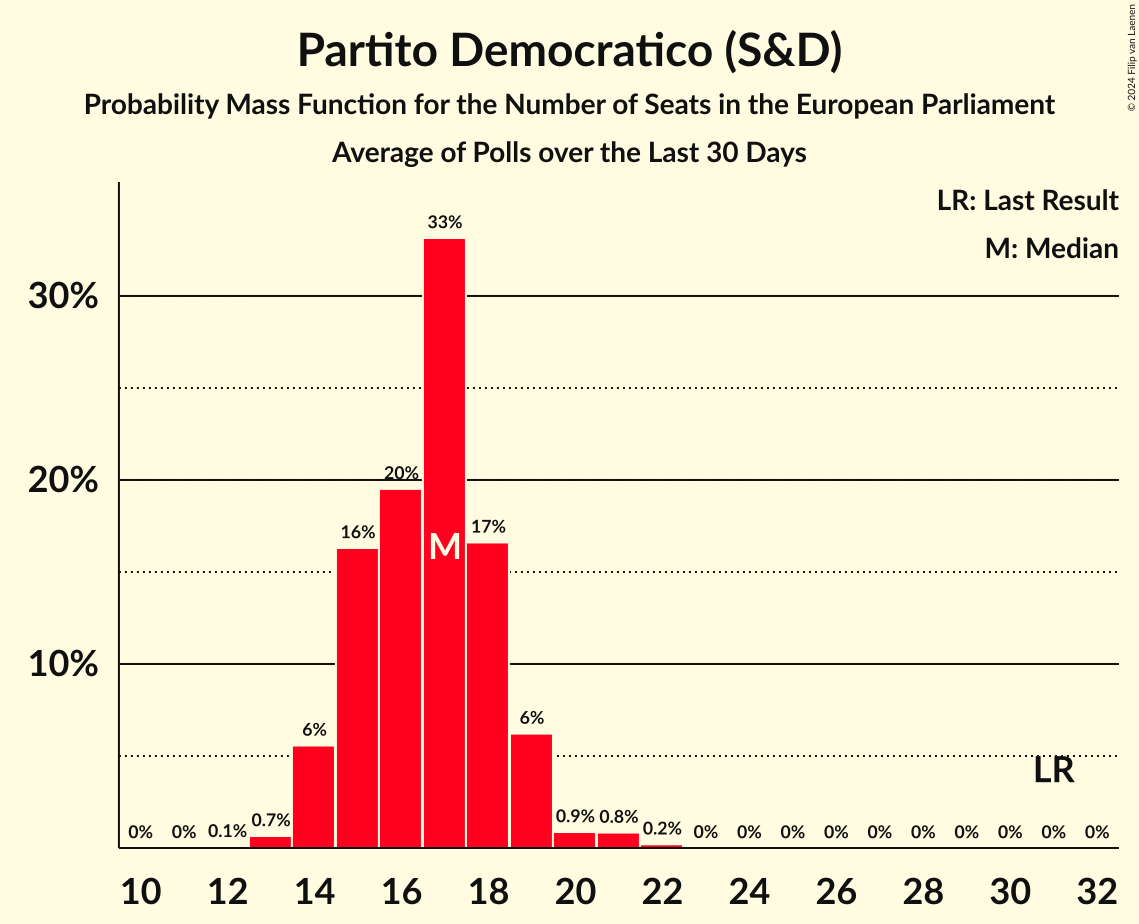 Partito Democratico (S&D)
Probability Mass Function for the Number of Seats in the European Parliament
Average of Polls over the Last 30 Days
© 2024 Filip van Laenen
LR: Last Result
M: Median
33%
30%
20%
20%
17%
16%
M
10%
6%
6%
LR
0% 0% 0.1% 0.7% 0.9% 0.8% 0.2% 0% 0% 0% 0% 0% 0% 0% 0% 0% 0%
10 12 14 16 18 20 22 24 26 28 30 32